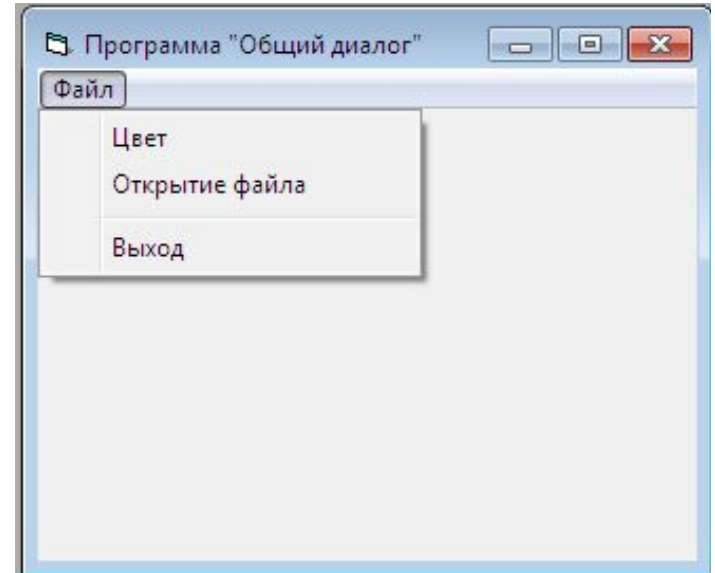 Программа "Общий диалог"
Файл
Цвет
Открытие файла
Выход